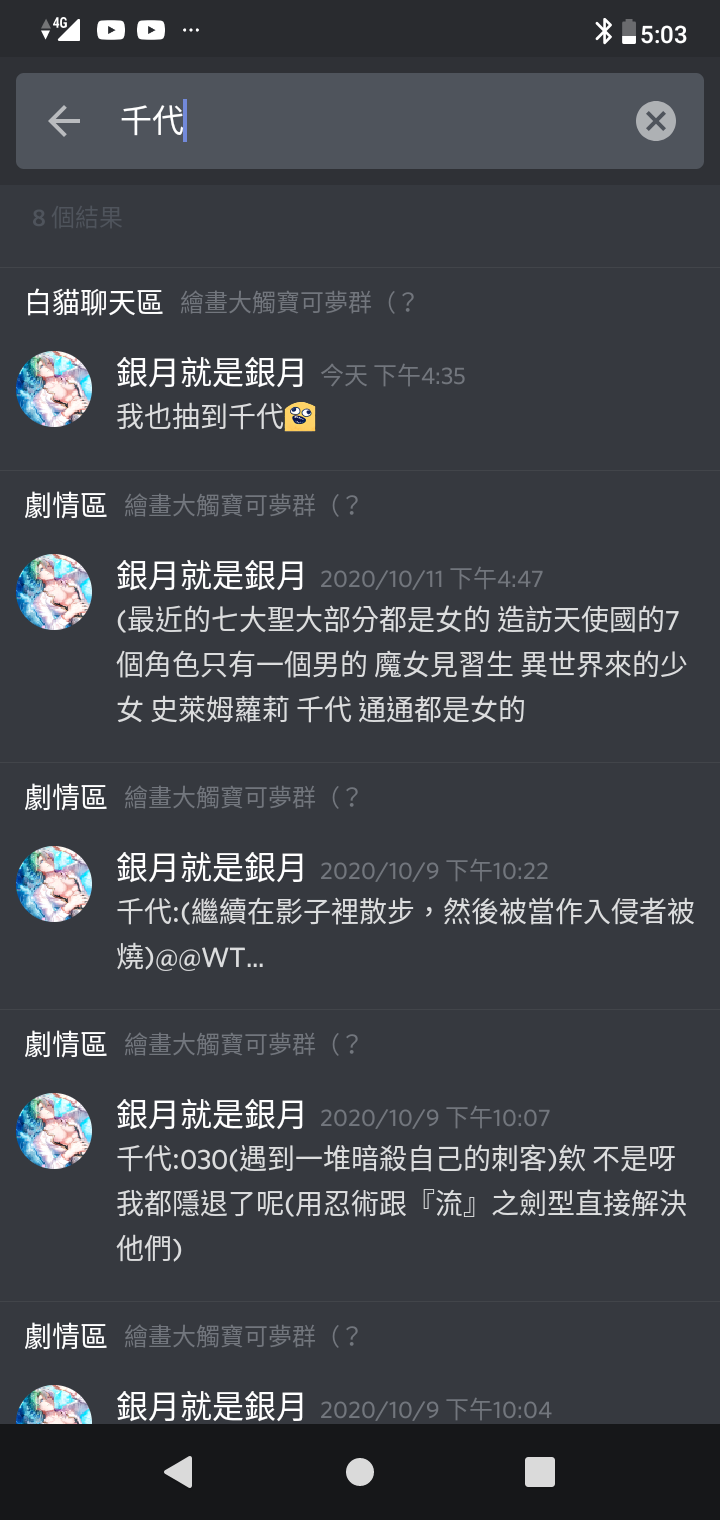 4G 5:03
千代
8 個結果
白貓聊天區 繪畫大觸寶可夢群（？
銀月就是銀月 今天 下午4:35
我也抽到千代
劇情區 繪畫大觸寶可夢群（？
銀月就是銀月 2020/10/11 下午4:47
(最近的七大聖大部分都是女的 造訪天使國的7
個角色只有一個男的 魔女見習生 異世界來的少
女 史萊姆蘿莉 千代 通通都是女的
劇情區 繪畫大觸寶可夢群（？
銀月就是銀月 2020/10/9 下午10:22
千代:(繼續在影子裡散步，然後被當作入侵者被
燒)@@WT...
劇情區 繪畫大觸寶可夢群（？
銀月就是銀月 2020/10/9 下午10:07
千代:030(遇到一堆暗殺自己的刺客)欸 不是呀
我都隱退了呢(用忍術跟『流』之劍型直接解決
他們)
劇情區 繪畫大觸寶可夢群（？
銀月就是銀月 2020/10/9 下午10:04